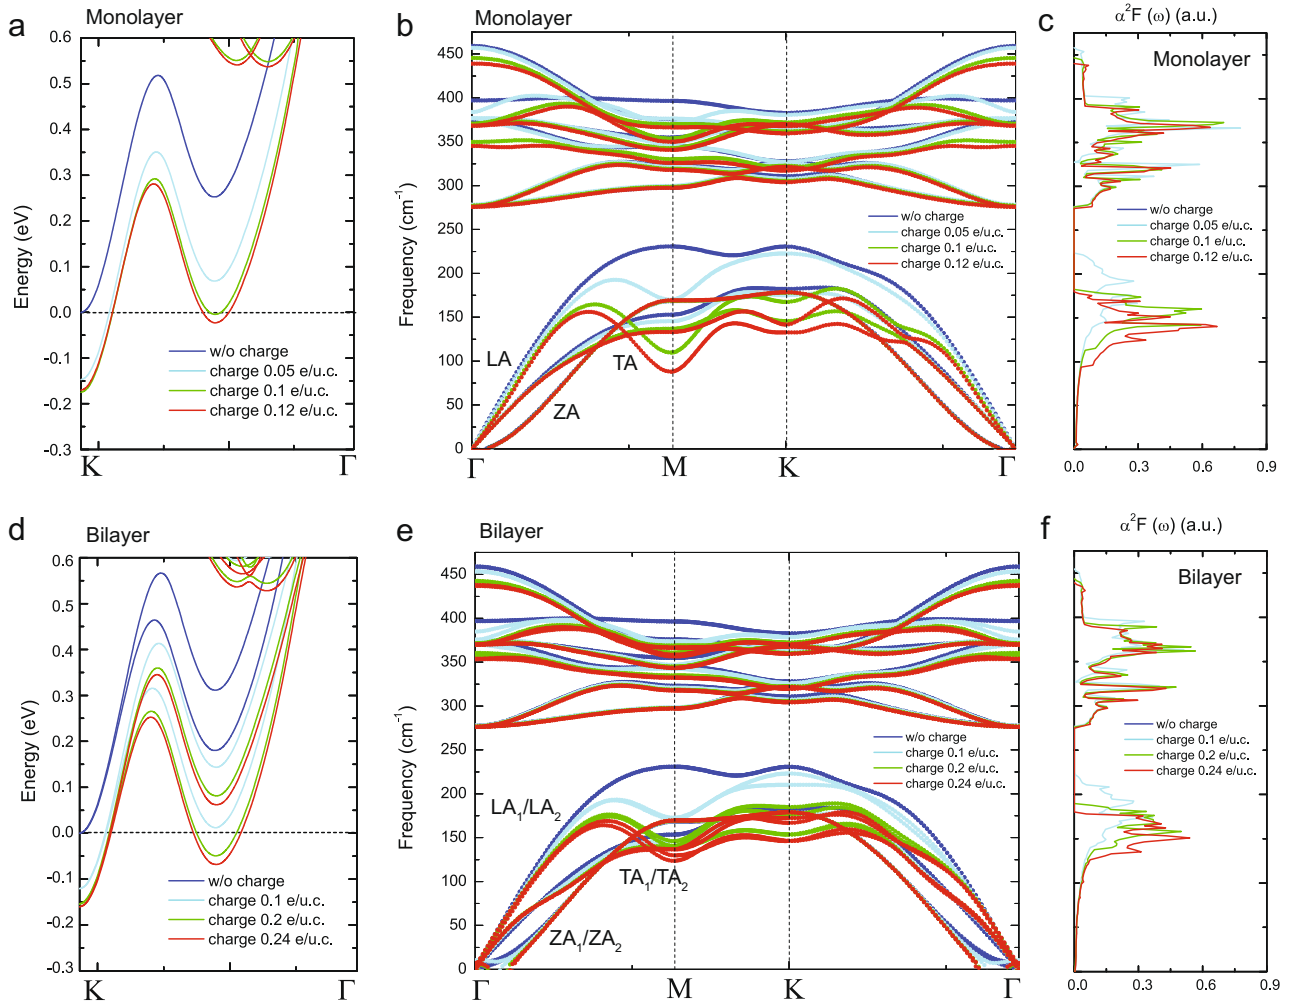 a
Monolayer
0.6
0.5
0.4
0.3
0.2
0.1
0.0
-0.1
-0.2
-0.3
Energy (eV)
w/o charge
charge 0.05 e/u.c.
charge 0.1 e/u.c.
charge 0.12 e/u.c.
K
Γ
b
Monolayer
450
400
350
300
250
200
150
100
50
0
Frequency (cm⁻¹)
w/o charge
charge 0.05 e/u.c.
charge 0.1 e/u.c.
charge 0.12 e/u.c.
LA
TA
ZA
Γ
M
K
Γ
c
α²F (ω) (a.u.)
Monolayer
w/o charge
charge 0.05 e/u.c.
charge 0.1 e/u.c.
charge 0.12 e/u.c.
0.0
0.3
0.6
0.9
d
Bilayer
0.6
0.5
0.4
0.3
0.2
0.1
0.0
-0.1
-0.2
-0.3
Energy (eV)
w/o charge
charge 0.1 e/u.c.
charge 0.2 e/u.c.
charge 0.24 e/u.c.
K
Γ
e
Bilayer
450
400
350
300
250
200
150
100
50
0
Frequency (cm⁻¹)
w/o charge
charge 0.1 e/u.c.
charge 0.2 e/u.c.
charge 0.24 e/u.c.
LA₁/LA₂
TA₁/TA₂
ZA₁/ZA₂
Γ
M
K
Γ
f
α²F (ω) (a.u.)
Bilayer
w/o charge
charge 0.1 e/u.c.
charge 0.2 e/u.c.
charge 0.24 e/u.c.
0.0
0.3
0.6
0.9